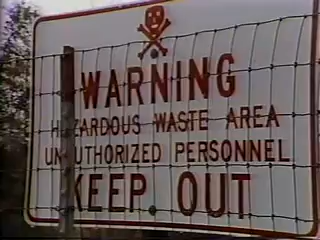 WARNING
HAZARDOUS WASTE AREA
UNAUTHORIZED PERSONNEL
KEEP OUT